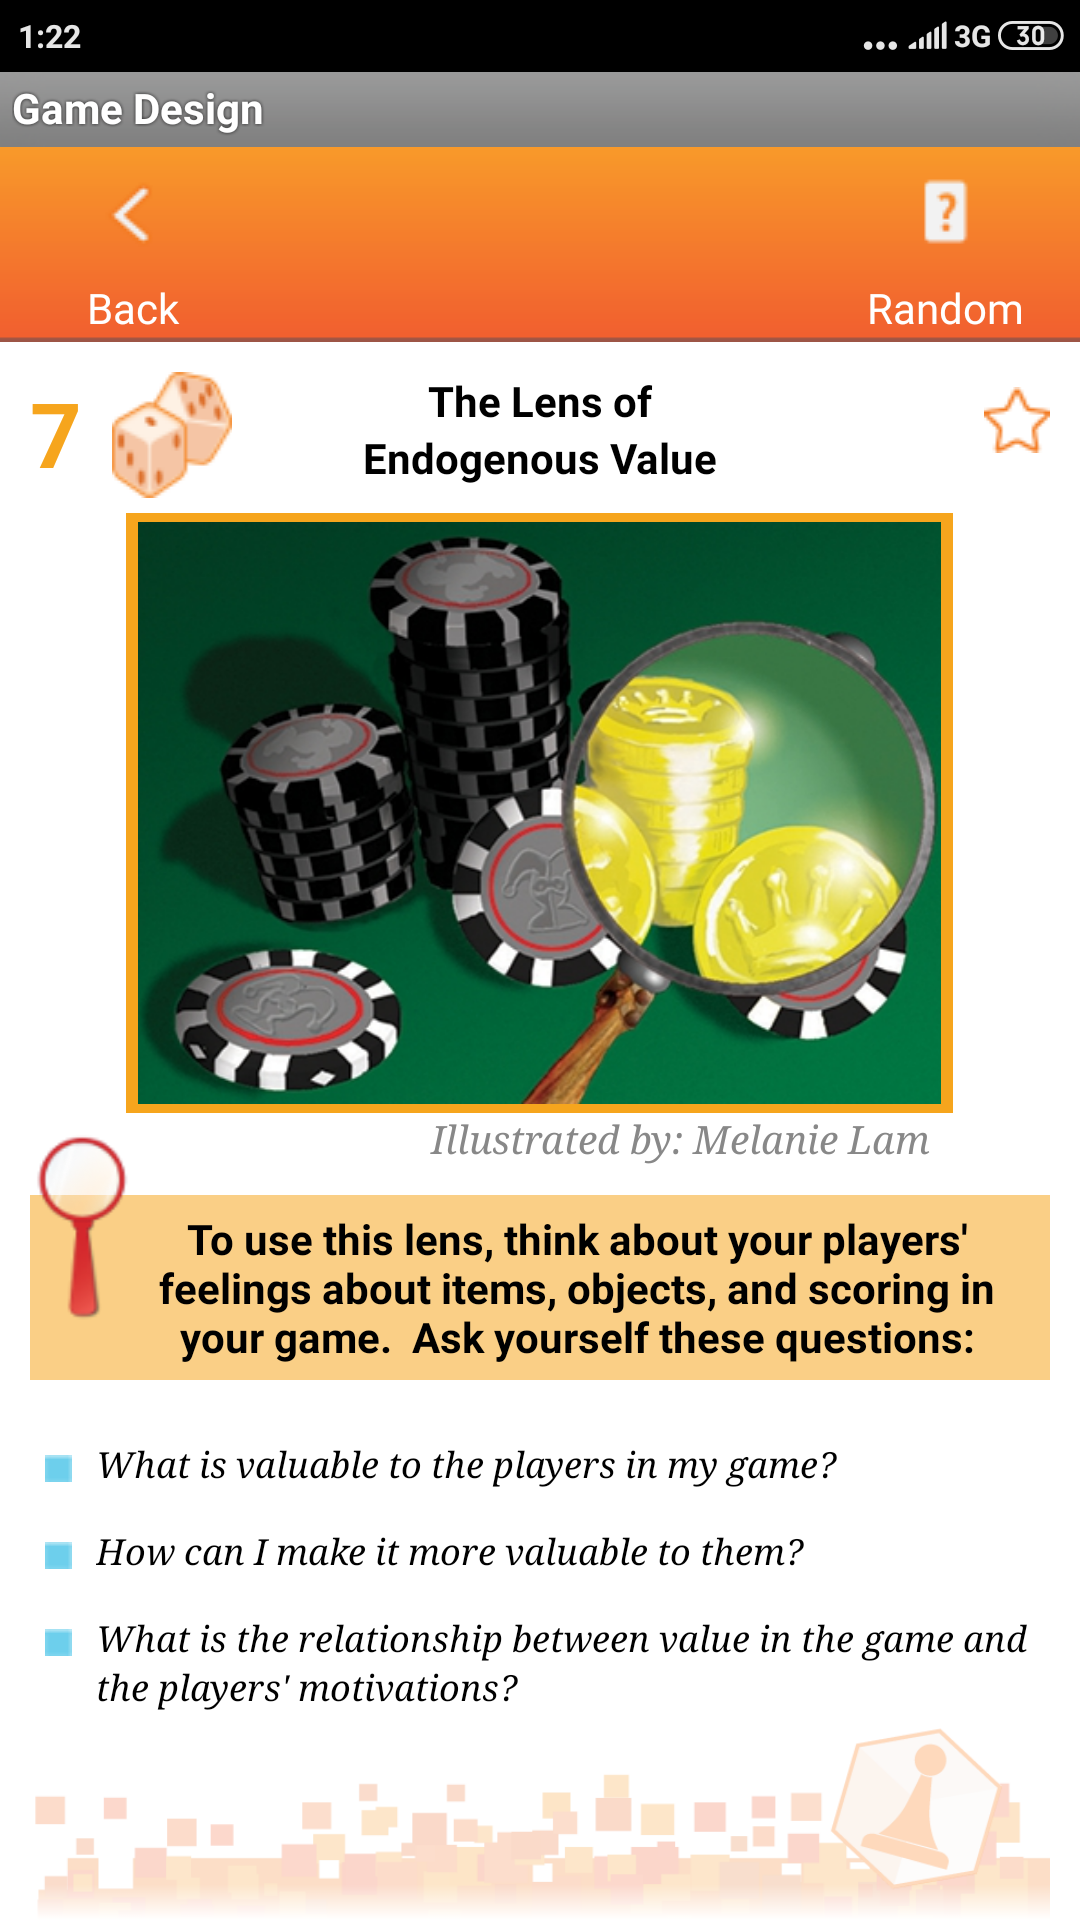 1:22
3G 30
Game Design
?
Back
Random
7
The Lens of
Endogenous Value
Illustrated by: Melanie Lam
To use this lens, think about your players'
feelings about items, objects, and scoring in
your game.  Ask yourself these questions:
What is valuable to the players in my game?
How can I make it more valuable to them?
What is the relationship between value in the game and
the players' motivations?